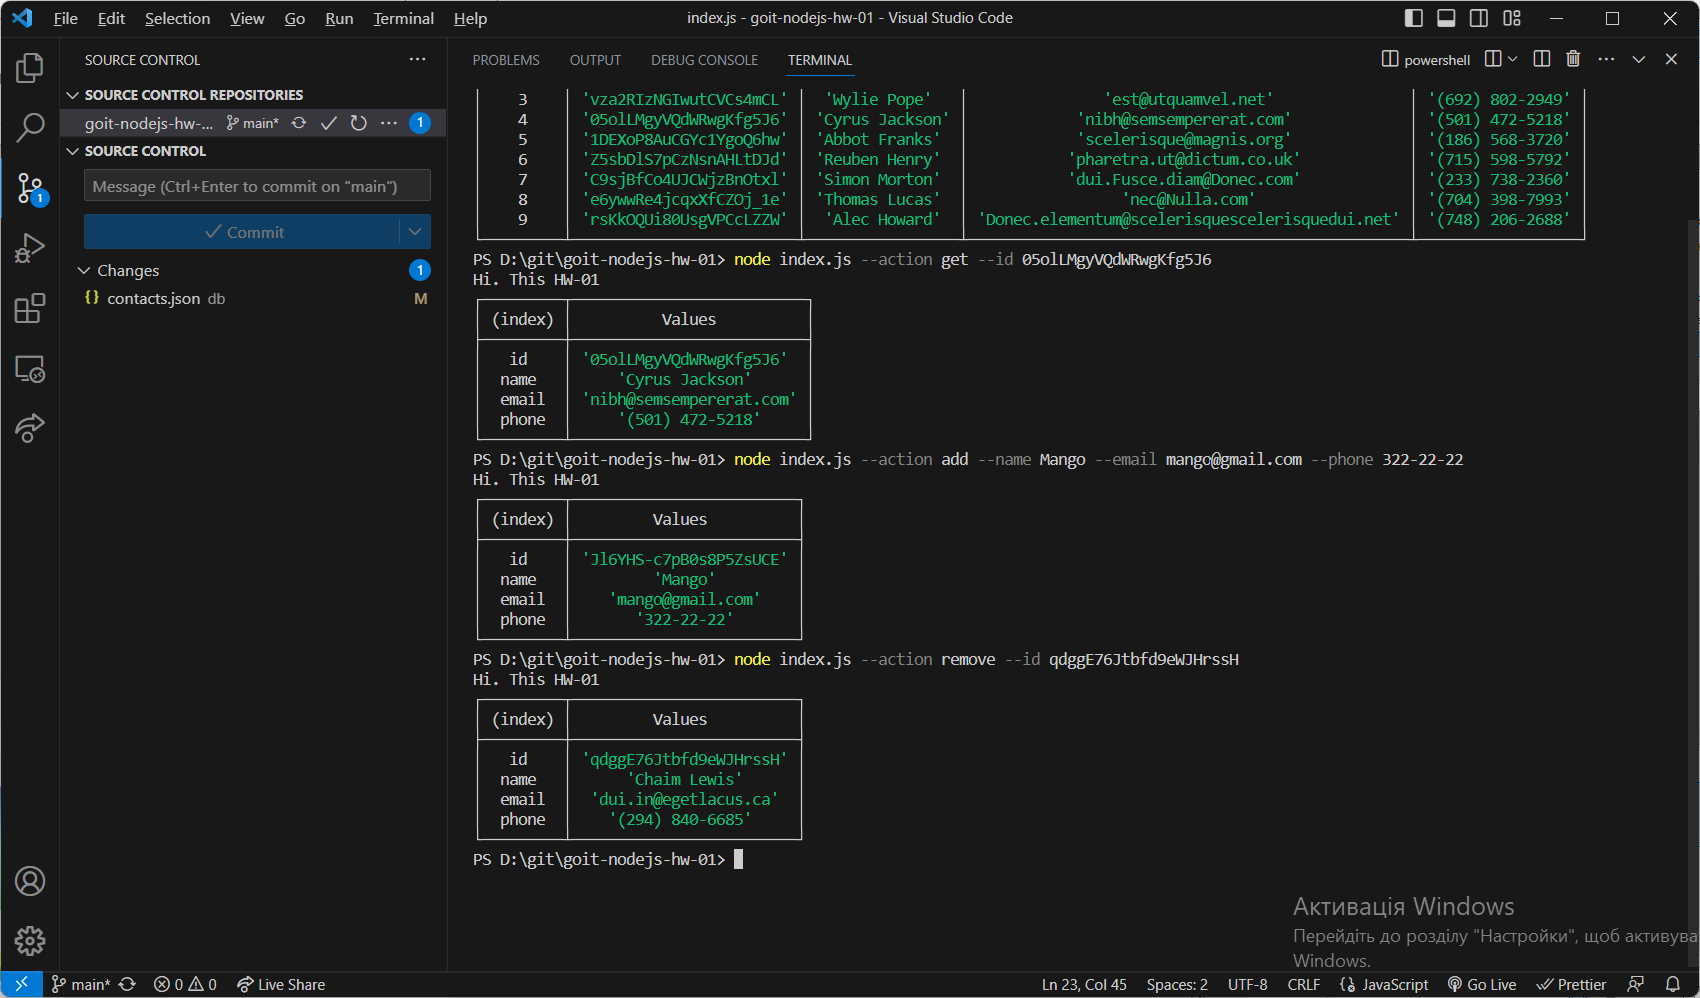 File Edit Selection View Go Run Terminal Help
index.js - goit-nodejs-hw-01 - Visual Studio Code
SOURCE CONTROL
SOURCE CONTROL REPOSITORIES
goit-nodejs-hw-... main* 1
SOURCE CONTROL
Message (Ctrl+Enter to commit on "main")
Commit
Changes 1
{} contacts.json db M
1
PROBLEMS OUTPUT DEBUG CONSOLE TERMINAL
powershell
3 'vza2RIzNGIwutCVCs4mCL' 'Wylie Pope' 'est@utquamvel.net' '(692) 802-2949'
4 '05olLMgyVQdWRwgKfg5J6' 'Cyrus Jackson' 'nibh@semsempererat.com' '(501) 472-5218'
5 '1DEXoP8AuCGYc1YgoQ6hw' 'Abbot Franks' 'scelerisque@magnis.org' '(186) 568-3720'
6 'Z5sbDlS7pCzNsnAHLtDJd' 'Reuben Henry' 'pharetra.ut@dictum.co.uk' '(715) 598-5792'
7 'C9sjBfCo4UJCWjzBnOtxl' 'Simon Morton' 'dui.Fusce.diam@Donec.com' '(233) 738-2360'
8 'e6ywwRe4jcqxXfCZOj_1e' 'Thomas Lucas' 'nec@Nulla.com' '(704) 398-7993'
9 'rsKkOQUi80UsgVPCcLZZW' 'Alec Howard' 'Donec.elementum@scelerisquescelerisquedui.net' '(748) 206-2688'
PS D:\git\goit-nodejs-hw-01> node index.js --action get --id 05olLMgyVQdWRwgKfg5J6
Hi. This HW-01
(index) Values
id '05olLMgyVQdWRwgKfg5J6'
name 'Cyrus Jackson'
email 'nibh@semsempererat.com'
phone '(501) 472-5218'
PS D:\git\goit-nodejs-hw-01> node index.js --action add --name Mango --email mango@gmail.com --phone 322-22-22
Hi. This HW-01
(index) Values
id 'Jl6YHS-c7pB0s8P5ZsUCE'
name 'Mango'
email 'mango@gmail.com'
phone '322-22-22'
PS D:\git\goit-nodejs-hw-01> node index.js --action remove --id qdggE76Jtbfd9eWJHrssH
Hi. This HW-01
(index) Values
id 'qdggE76Jtbfd9eWJHrssH'
name 'Chaim Lewis'
email 'dui.in@egetlacus.ca'
phone '(294) 840-6685'
PS D:\git\goit-nodejs-hw-01>
Активація Windows
Перейдіть до розділу "Настройки", щоб активува
Windows.
main* 0 0 Live Share
Ln 23, Col 45 Spaces: 2 UTF-8 CRLF JavaScript Go Live Prettier